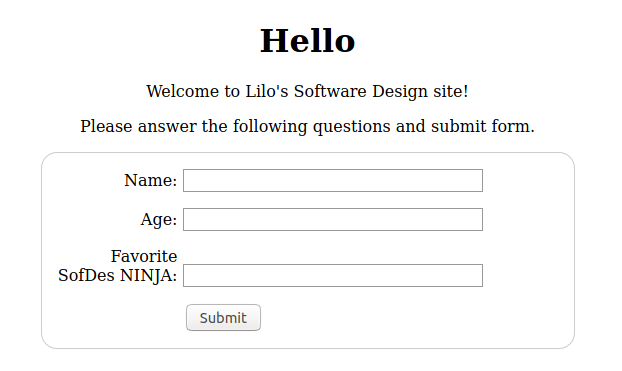 Hello
Welcome to Lilo's Software Design site!
Please answer the following questions and submit form.
Name:
Age:
Favorite
SofDes NINJA:
Submit